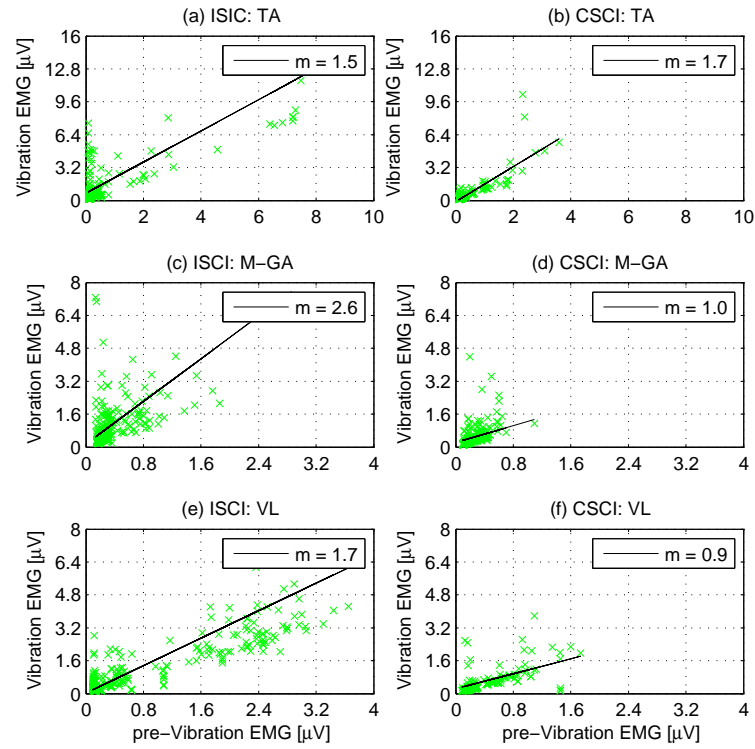 (a) ISIC: TA
Vibration EMG [μV]
16
12.8
9.6
6.4
3.2
0
m = 1.5
0 2 4 6 8 10
(b) CSCI: TA
Vibration EMG [μV]
16
12.8
9.6
6.4
3.2
0
m = 1.7
0 2 4 6 8 10
(c) ISCI: M−GA
Vibration EMG [μV]
8
6.4
4.8
3.2
1.6
0
m = 2.6
0 0.8 1.6 2.4 3.2 4
(d) CSCI: M−GA
Vibration EMG [μV]
8
6.4
4.8
3.2
1.6
0
m = 1.0
0 0.8 1.6 2.4 3.2 4
(e) ISCI: VL
Vibration EMG [μV]
8
6.4
4.8
3.2
1.6
0
m = 1.7
0 0.8 1.6 2.4 3.2 4
pre−Vibration EMG [μV]
(f) CSCI: VL
Vibration EMG [μV]
8
6.4
4.8
3.2
1.6
0
m = 0.9
0 0.8 1.6 2.4 3.2 4
pre−Vibration EMG [μV]